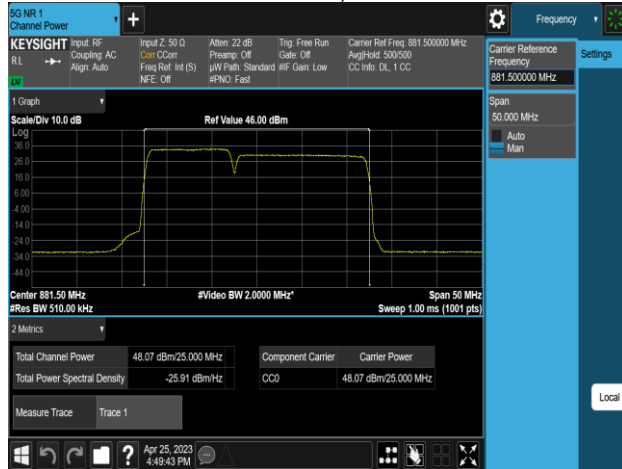 5G NR 1
Channel Power
Frequency
KEYSIGHT
RL
LXI
Input: RF
Coupling: AC
Align: Auto
Input Z: 50 Ω
Corr CCorr
Freq Ref: Int (S)
NFE: Off
Atten: 22 dB
Preamp: Off
µW Path: Standard
#PNO: Fast
Trig: Free Run
Gate: Off
#IF Gain: Low
Carrier Ref Freq: 881.500000 MHz
Avg|Hold: 500/500
CC Info: DL, 1 CC
Carrier Reference
Frequency
881.500000 MHz
Settings
Span
50.000 MHz
Auto
Man
1 Graph
Scale/Div 10.0 dB
Ref Value 46.00 dBm
Log
36.0
26.0
16.0
6.00
-4.00
-14.0
-24.0
-34.0
-44.0
Center 881.50 MHz
#Video BW 2.0000 MHz*
Span 50 MHz
#Res BW 510.00 kHz
Sweep 1.00 ms (1001 pts)
2 Metrics
Total Channel Power 48.07 dBm/25.000 MHz
Total Power Spectral Density -25.91 dBm/Hz
Component Carrier Carrier Power
CC0 48.07 dBm/25.000 MHz
Measure Trace Trace 1
Local
Apr 25, 2023
4:49:43 PM